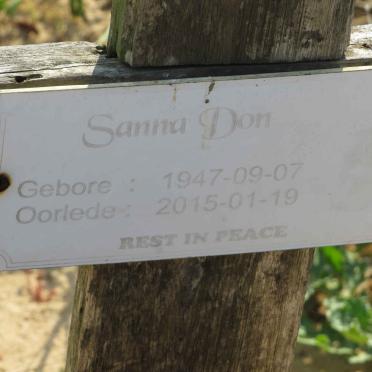 Sanna Don
Gebore : 1947-09-07
Oorlede : 2015-01-19
REST IN PEACE